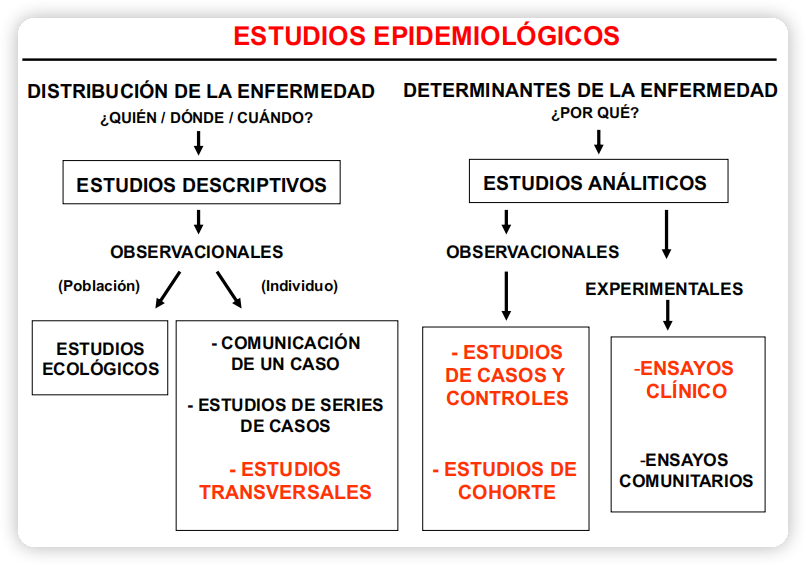 ESTUDIOS EPIDEMIOLÓGICOS
DISTRIBUCIÓN DE LA ENFERMEDAD
¿QUIÉN / DÓNDE / CUÁNDO?
ESTUDIOS DESCRIPTIVOS
OBSERVACIONALES
(Población)
(Individuo)
ESTUDIOS
ECOLÓGICOS
- COMUNICACIÓN
DE UN CASO
- ESTUDIOS DE SERIES
DE CASOS
- ESTUDIOS
TRANSVERSALES
DETERMINANTES DE LA ENFERMEDAD
¿POR QUÉ?
ESTUDIOS ANÁLITICOS
OBSERVACIONALES
EXPERIMENTALES
- ESTUDIOS
DE CASOS Y
CONTROLES
- ESTUDIOS DE
COHORTE
-ENSAYOS
CLÍNICO
-ENSAYOS
COMUNITARIOS